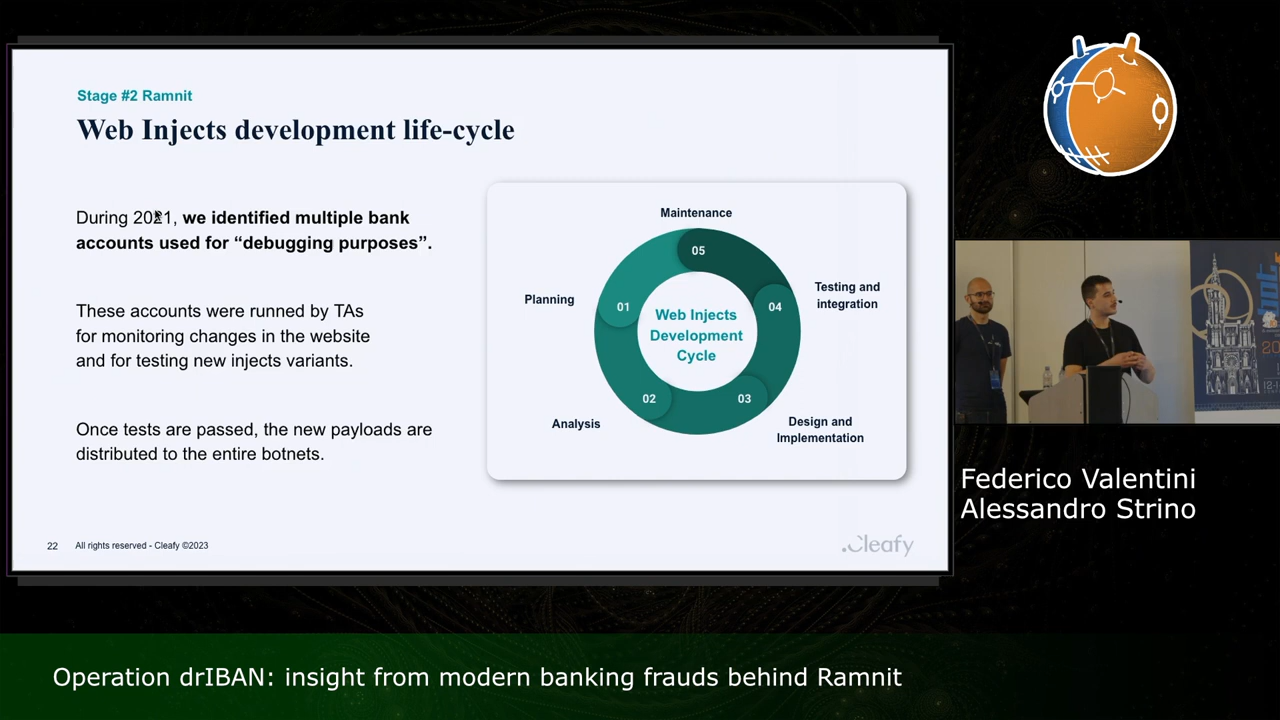 Stage #2 Ramnit
Web Injects development life-cycle
During 2021, we identified multiple bank
accounts used for “debugging purposes”.
These accounts were runned by TAs
for monitoring changes in the website
and for testing new injects variants.
Once tests are passed, the new payloads are
distributed to the entire botnets.
Maintenance
05
Testing and
integration
04
Planning
01
Web Injects
Development
Cycle
02
03
Analysis
Design and
Implementation
22
All rights reserved - Cleafy ©2023
.Cleafy
Federico Valentini
Alessandro Strino
Operation drIBAN: insight from modern banking frauds behind Ramnit